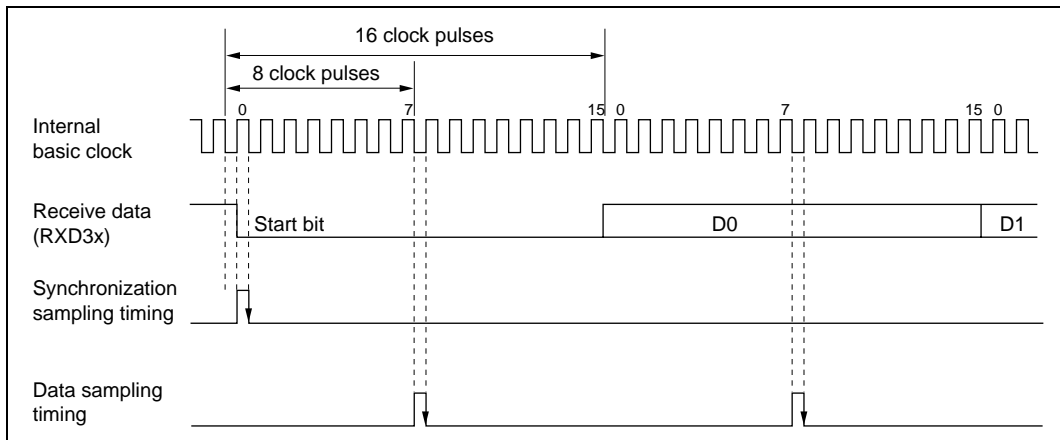 16 clock pulses
8 clock pulses
0 7 15 0 7 15 0
Internal
basic clock
Receive data
(RXD3x)
Start bit D0 D1
Synchronization
sampling timing
Data sampling
timing